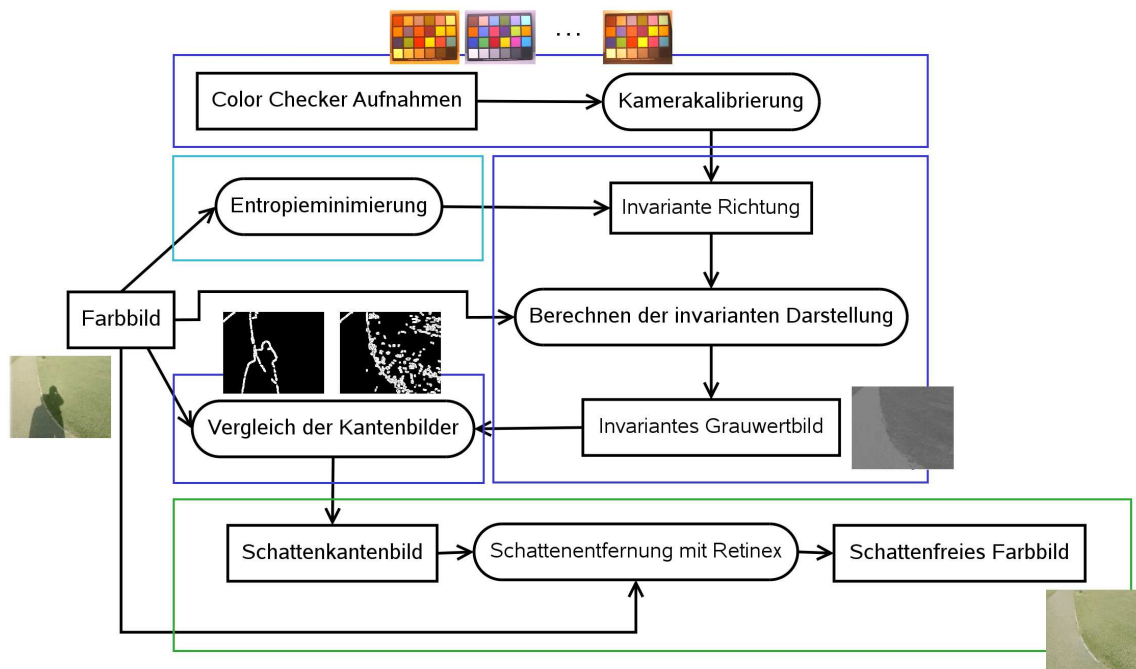 ...
Color Checker Aufnahmen
Kamerakalibrierung
Entropieminimierung
Invariante Richtung
Farbbild
Berechnen der invarianten Darstellung
Vergleich der Kantenbilder
Invariantes Grauwertbild
Schattenkantenbild
Schattenentfernung mit Retinex
Schattenfreies Farbbild